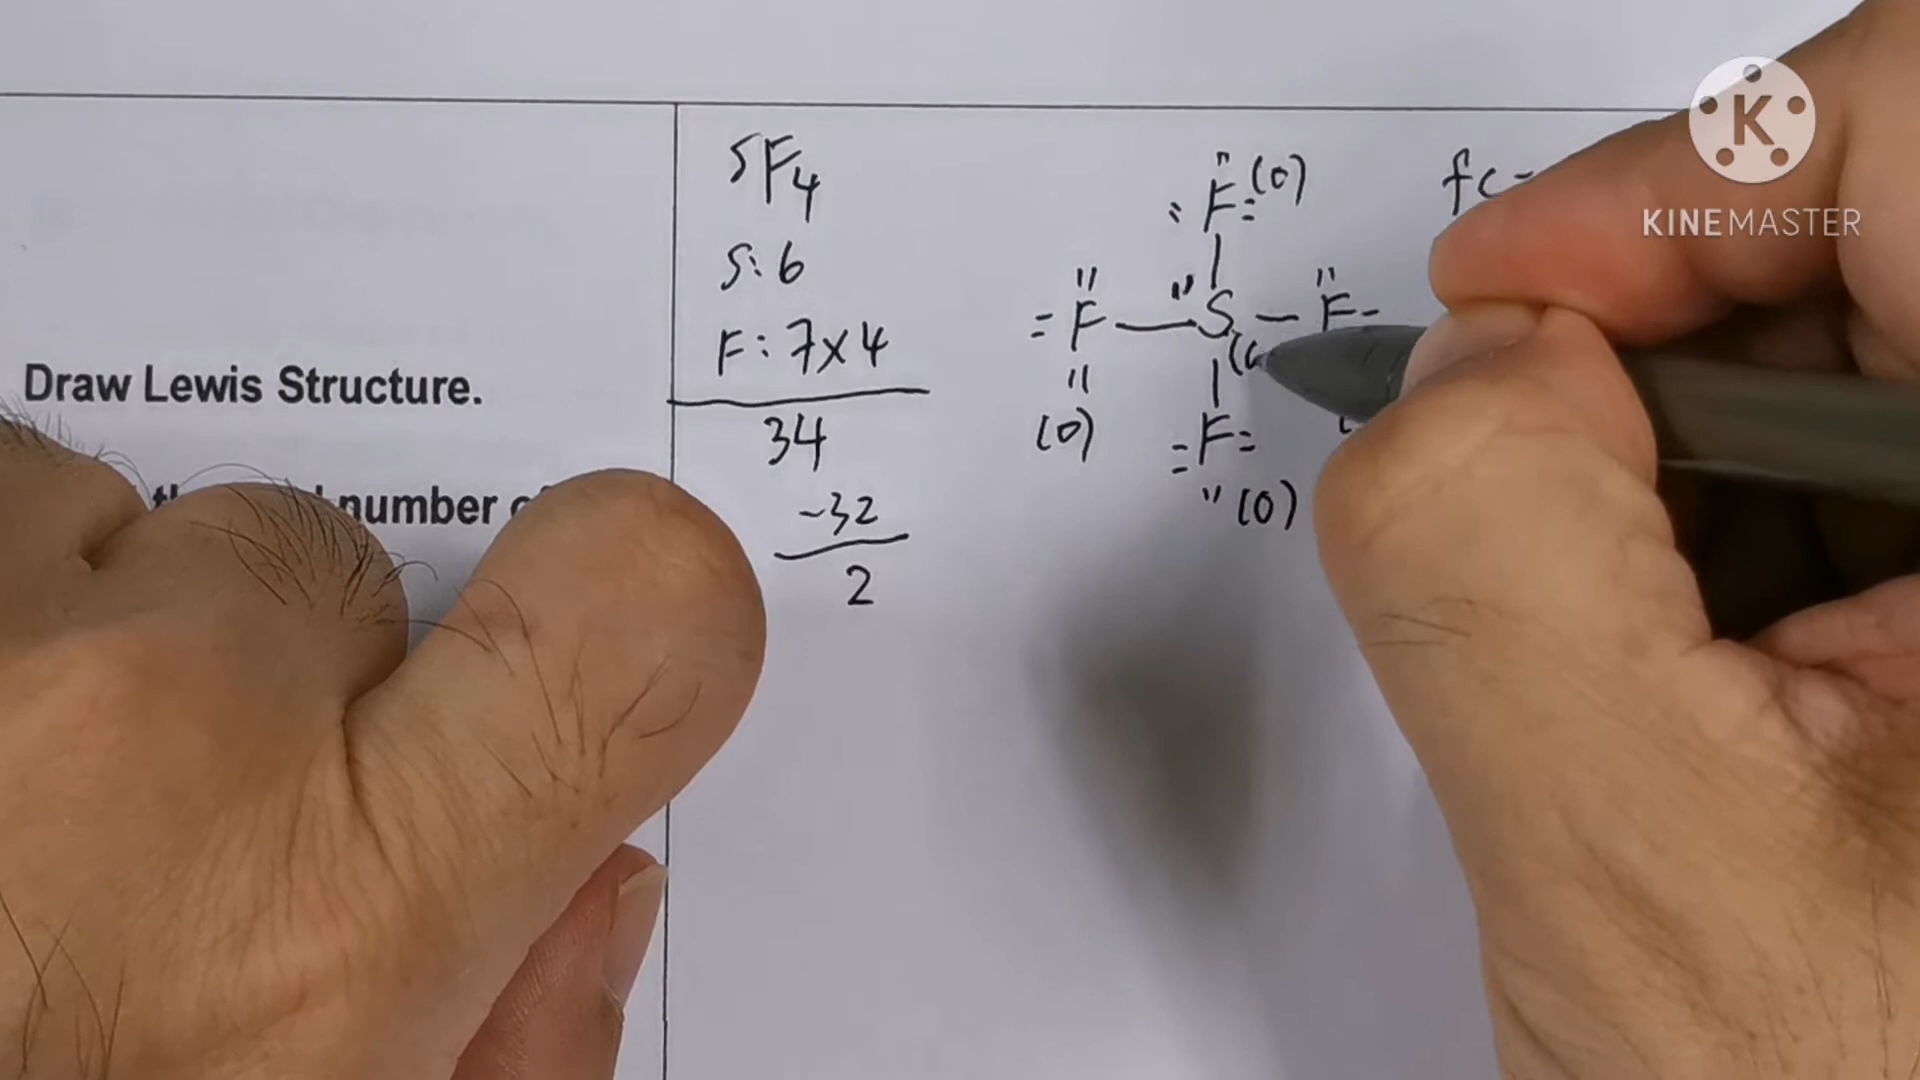 Draw Lewis Structure.
number
SF4
S: 6
F: 7x4
34
-32
2
F (0)
F — S — F
(0)
F
(0)
fc
K
KINEMASTER